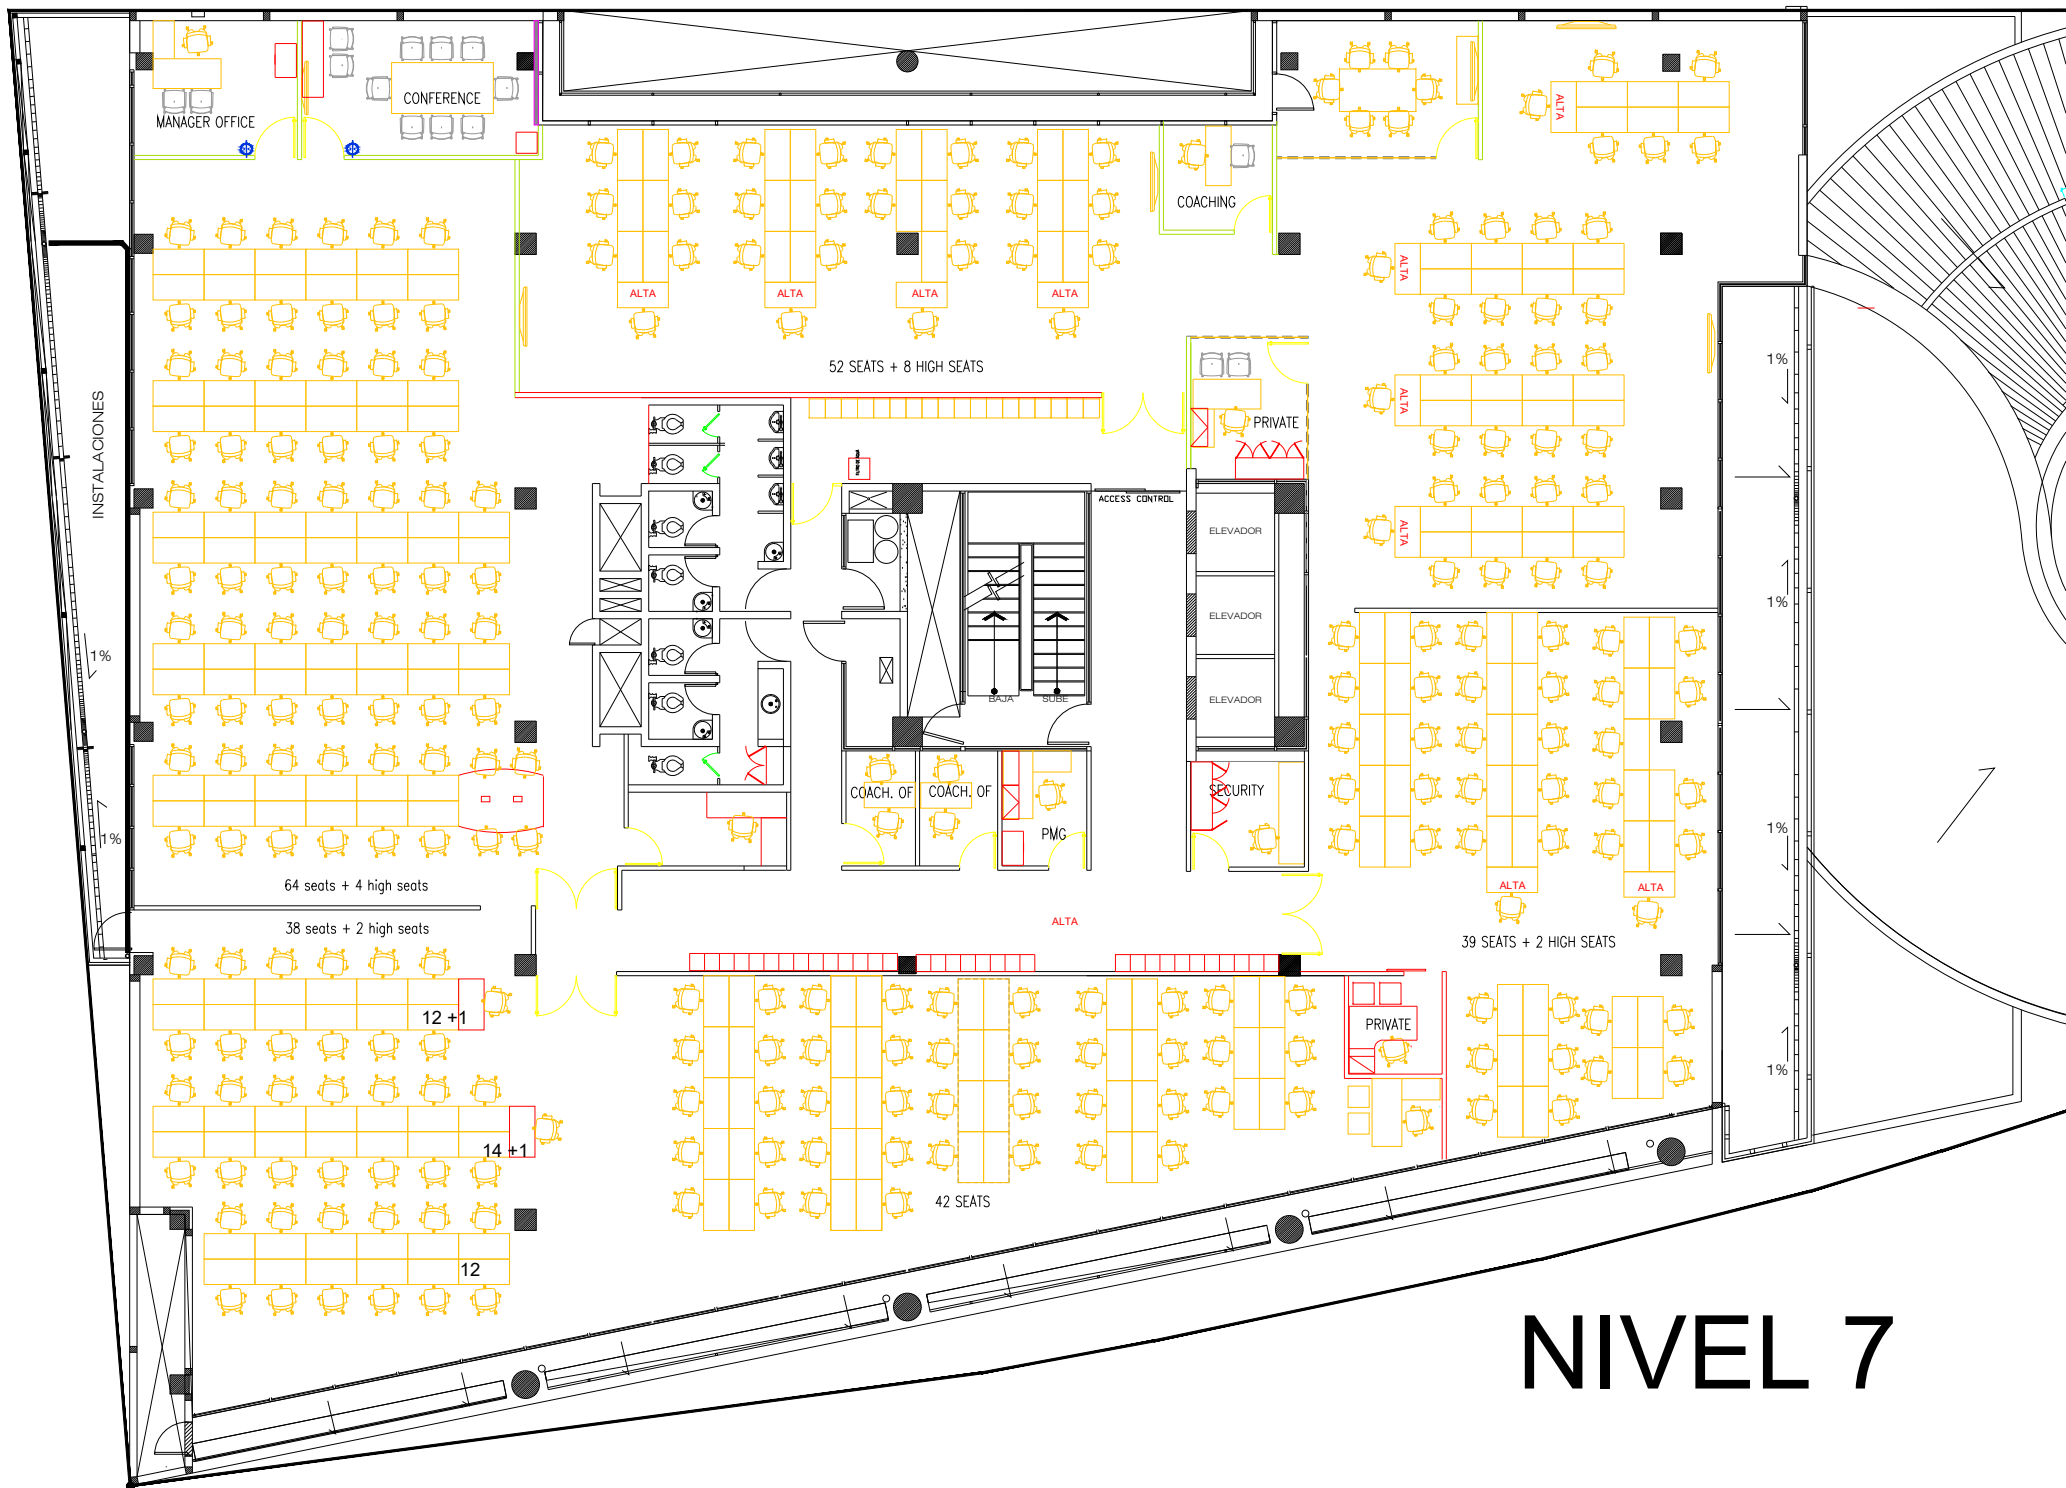 MANAGER OFFICE
CONFERENCE
COACHING
ALTA
ALTA
ALTA
ALTA
ALTA
ALTA
ALTA
ALTA
52 SEATS + 8 HIGH SEATS
PRIVATE
INSTALACIONES
ACCESS CONTROL
ELEVADOR
ELEVADOR
ELEVADOR
BAJA
SUBE
1%
1%
1%
1%
1%
1%
COACH. OF
COACH. OF
PMG
SECURITY
64 seats + 4 high seats
38 seats + 2 high seats
ALTA
ALTA
ALTA
39 SEATS + 2 HIGH SEATS
12 +1
14 +1
12
PRIVATE
42 SEATS
NIVEL 7